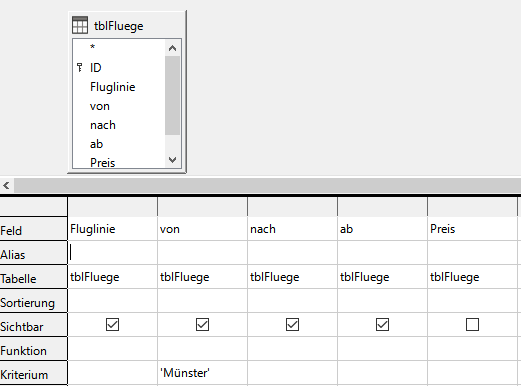 tblFluege
*
ID
Fluglinie
von
nach
ab
Preis
Feld Fluglinie von nach ab Preis
Alias
Tabelle tblFluege tblFluege tblFluege tblFluege tblFluege
Sortierung
Sichtbar
Funktion
Kriterium 'Münster'